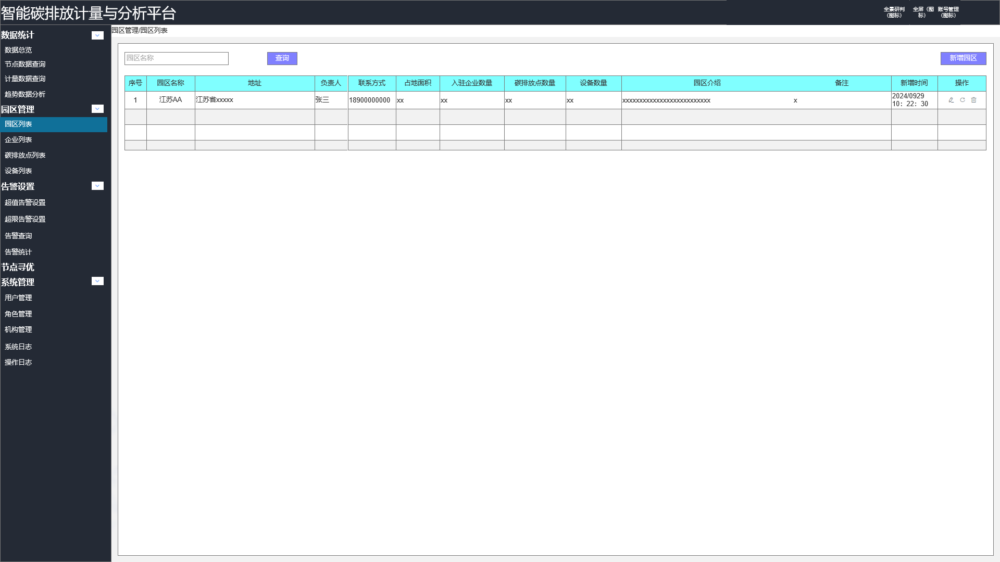 智能碳排放计量与分析平台
全景研判 全屏（图 账号管理
（图标） 标） （图标）
园区管理/园区列表
数据统计
数据总览
节点数据查询
计量数据查询
趋势数据分析
园区管理
园区列表
企业列表
碳排放点列表
设备列表
告警设置
超值告警设置
超限告警设置
告警查询
告警统计
节点寻优
系统管理
用户管理
角色管理
机构管理
系统日志
操作日志
园区名称 查询 新增园区
序号 园区名称 地址 负责人 联系方式 占地面积 入驻企业数量 碳排放点数量 设备数量 园区介绍 备注 新增时间 操作
1 江苏AA 江苏省xxxxx 张三 18900000000 xx xx xx xx xxxxxxxxxxxxxxxxxxxxxxxxxx x 2024/0929
10：22：30